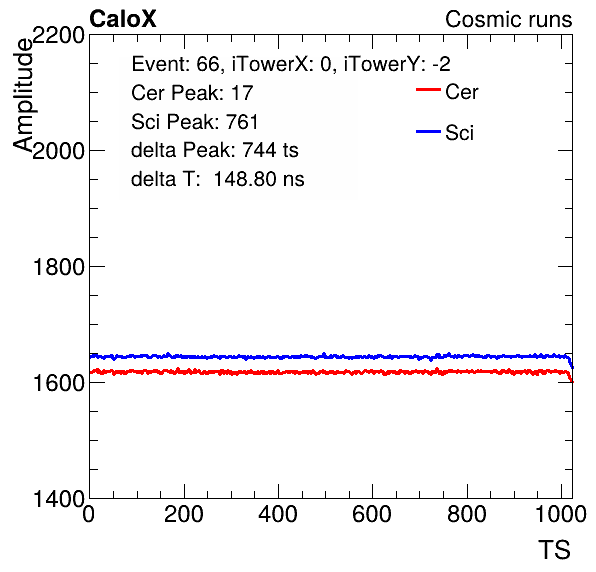 CaloX Cosmic runs
2200
Amplitude
Event: 66, iTowerX: 0, iTowerY: -2
Cer Peak: 17
Cer
Sci Peak: 761
Sci
delta Peak: 744 ts
delta T: 148.80 ns
2000
1800
1600
1400
0 200 400 600 800 1000
TS